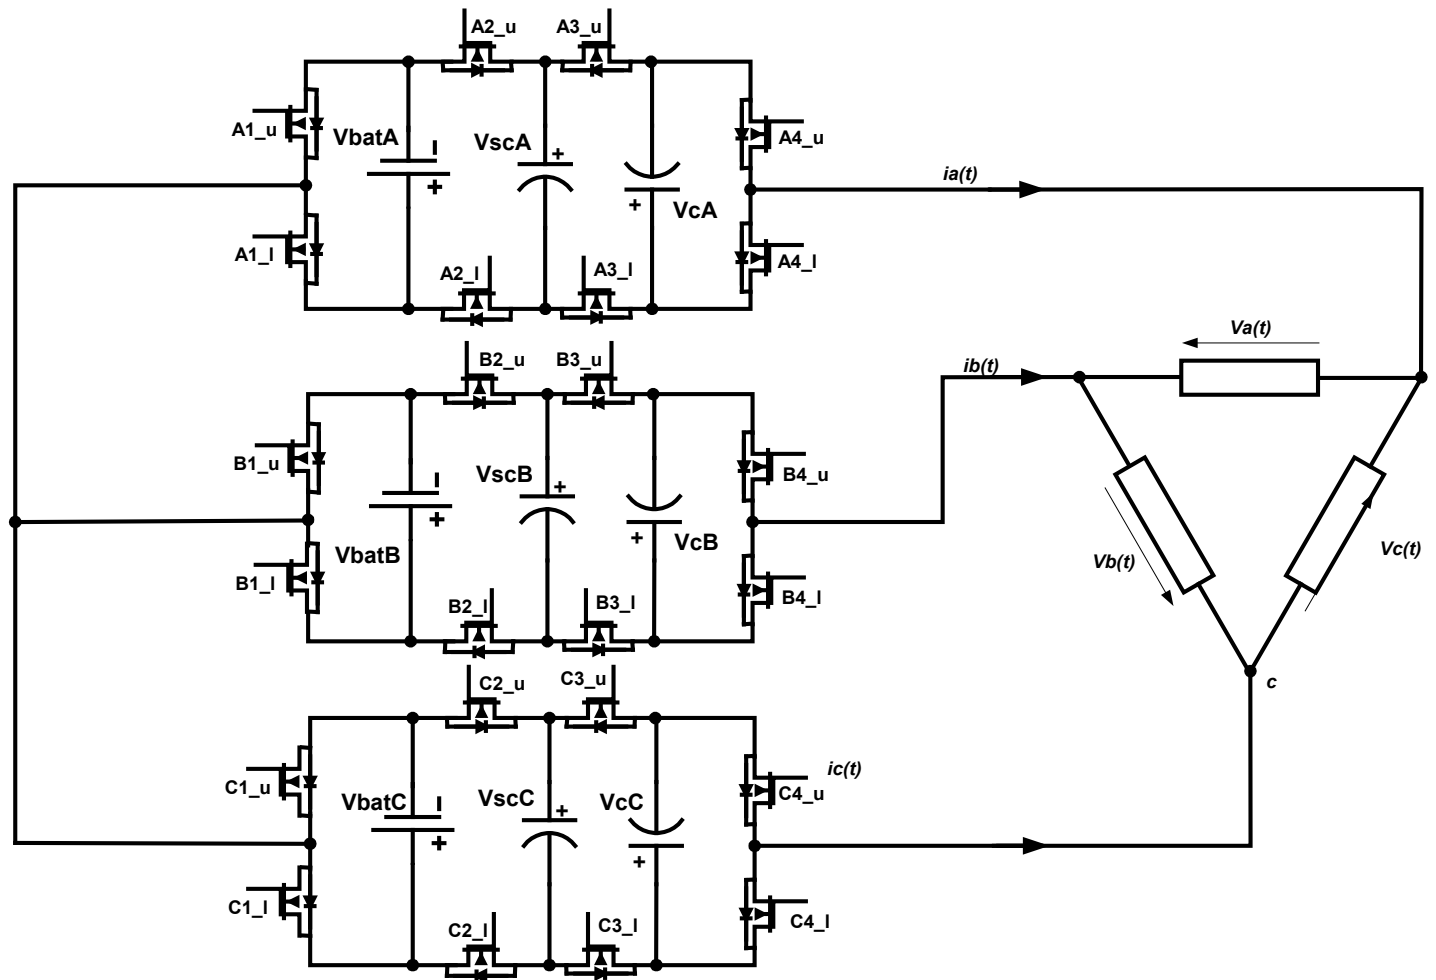 A2_u
A3_u
A1_u
VbatA
VscA
A4_u
ia(t)
VcA
A1_l
A2_l
A3_l
A4_l
B2_u
B3_u
Va(t)
ib(t)
B1_u
VscB
B4_u
VbatB
VcB
B1_l
B2_l
B3_l
B4_l
Vb(t)
Vc(t)
C2_u
C3_u
c
C1_u
VbatC
VscC
VcC
ic(t)
C4_u
C1_l
C2_l
C3_l
C4_l